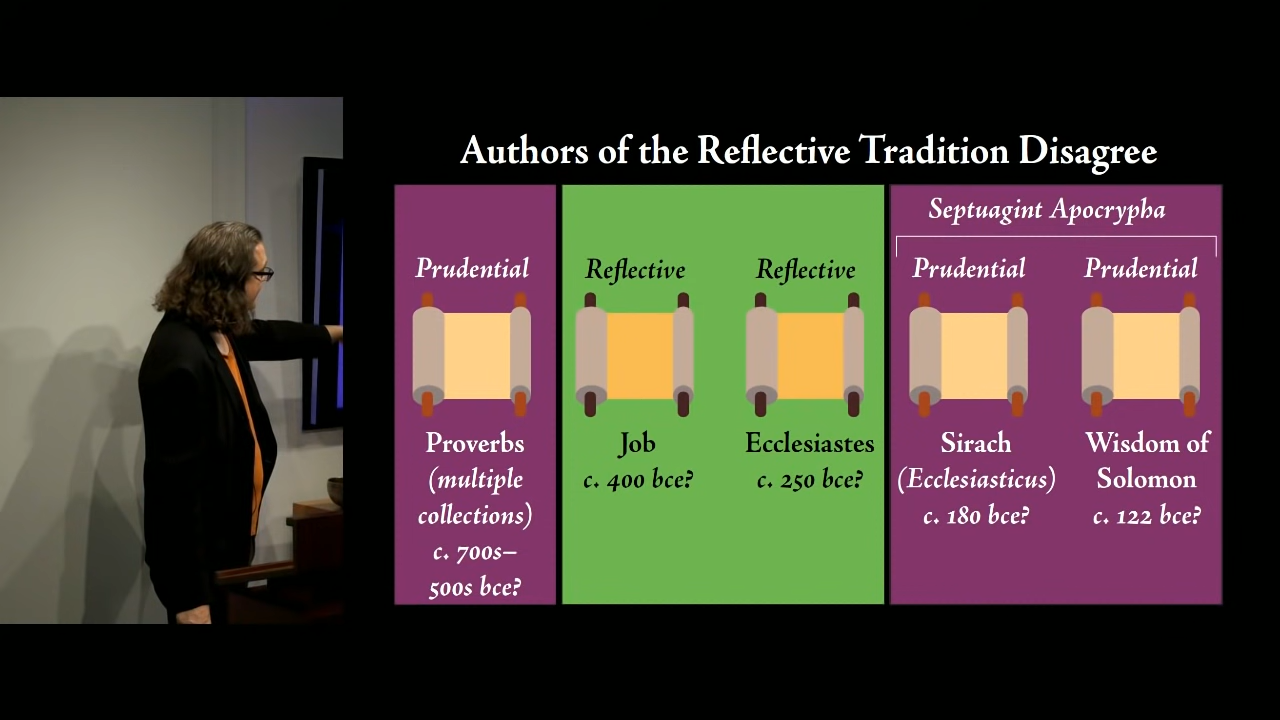 Authors of the Reflective Tradition Disagree
Prudential
Proverbs
(multiple
collections)
c. 700s–
500s bce?
Reflective
Job
c. 400 bce?
Reflective
Ecclesiastes
c. 250 bce?
Septuagint Apocrypha
Prudential
Sirach
(Ecclesiasticus)
c. 180 bce?
Prudential
Wisdom of
Solomon
c. 122 bce?